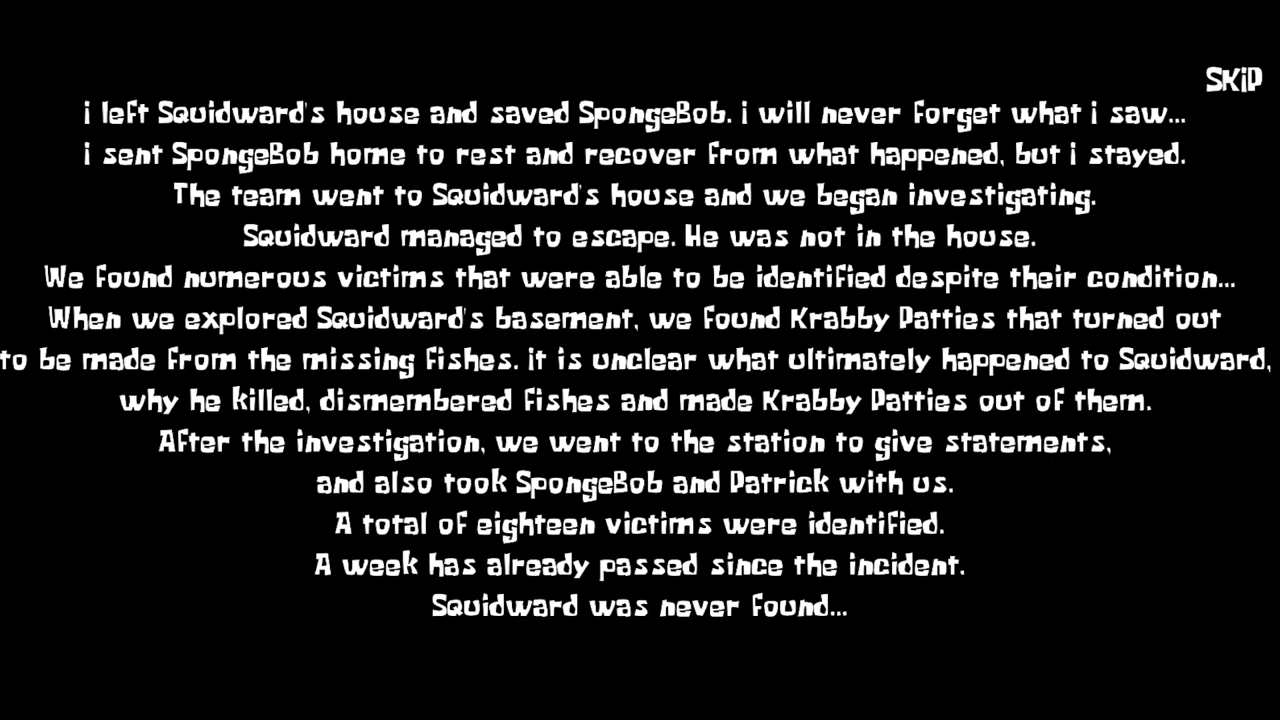 SKiP
i left Squidward's house and saved SpongeBob. i will never forget what i saw...
i sent SpongeBob home to rest and recover from what happened, but i stayed.
The team went to Squidward's house and we began investigating.
Squidward managed to escape. He was not in the house.
We found numerous victims that were able to be identified despite their condition...
When we explored Squidward's basement, we found Krabby Patties that turned out
to be made from the missing fishes. it is unclear what ultimately happened to Squidward,
why he killed, dismembered fishes and made Krabby Patties out of them.
After the investigation, we went to the station to give statements,
and also took SpongeBob and Patrick with us.
A total of eighteen victims were identified.
A week has already passed since the incident.
Squidward was never found...